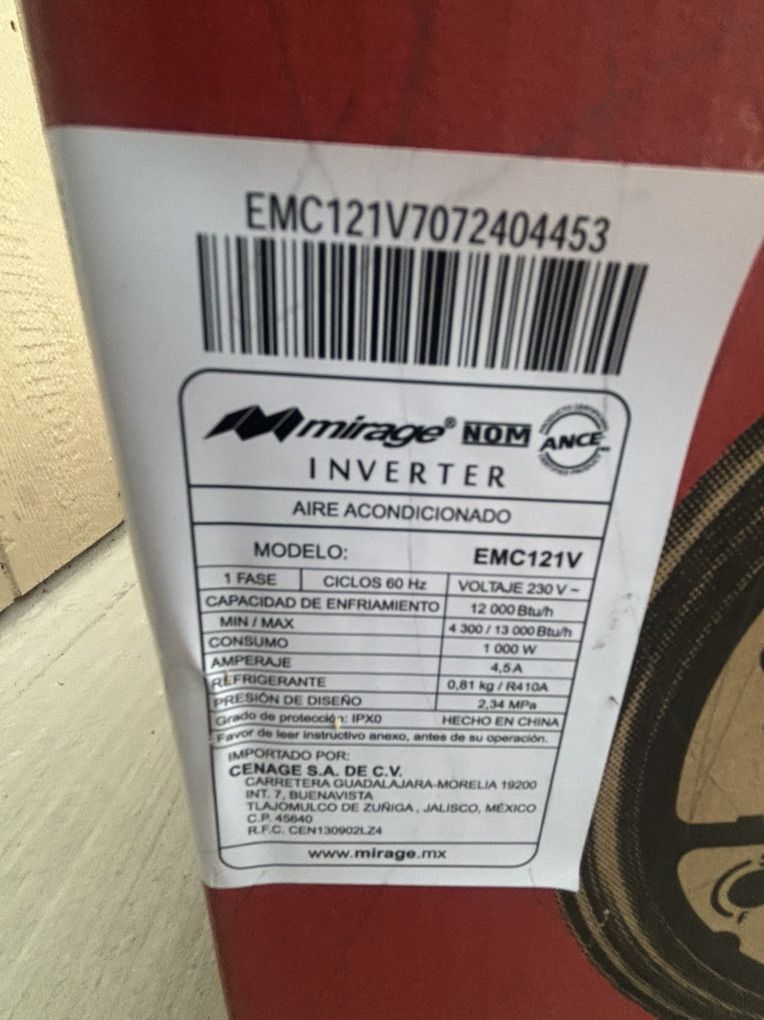 EMC121V7072404453
mirage® NOM ANCE
INVERTER
AIRE ACONDICIONADO
MODELO: EMC121V
1 FASE CICLOS 60 Hz VOLTAJE 230 V ~
CAPACIDAD DE ENFRIAMIENTO 12 000 Btu/h
MIN / MAX 4 300 / 13 000 Btu/h
CONSUMO 1 000 W
AMPERAJE 4,5 A
REFRIGERANTE 0,81 kg / R410A
PRESIÓN DE DISEÑO 2,34 MPa
Grado de protección: IPX0 HECHO EN CHINA
Favor de leer instructivo anexo, antes de su operación.
IMPORTADO POR:
CENAGE S.A. DE C.V.
CARRETERA GUADALAJARA-MORELIA 19200
INT. 7, BUENAVISTA
TLAJOMULCO DE ZUÑIGA , JALISCO, MÉXICO
C.P. 45640
R.F.C. CEN130902LZ4
www.mirage.mx